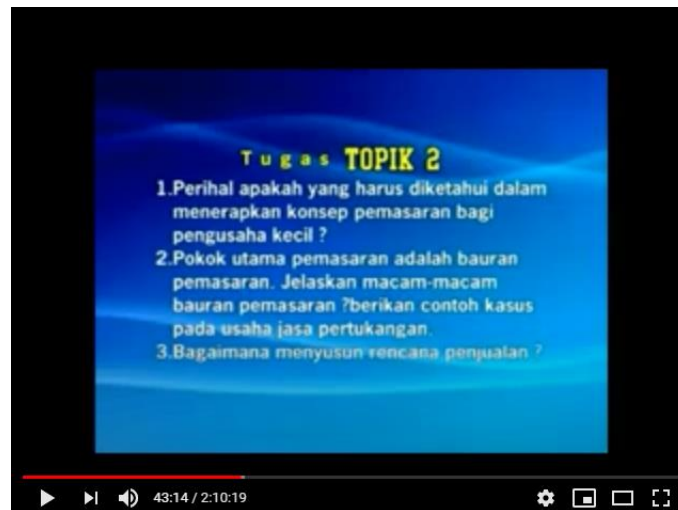 Tugas TOPIK 2
1.Perihal apakah yang harus diketahui dalam
menerapkan konsep pemasaran bagi
pengusaha kecil ?
2.Pokok utama pemasaran adalah bauran
pemasaran. Jelaskan macam-macam
bauran pemasaran ?berikan contoh kasus
pada usaha jasa pertukangan.
3.Bagaimana menyusun rencana penjualan ?
43:14 / 2:10:19